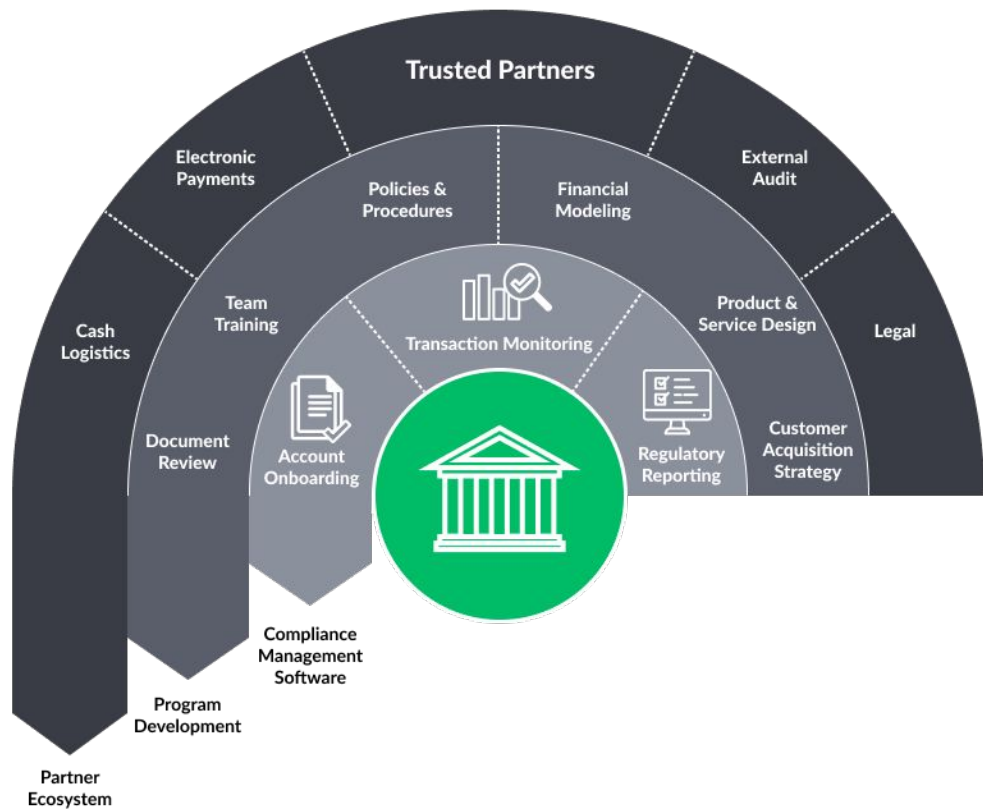 Trusted Partners
Electronic
Payments
External
Audit
Cash
Logistics
Legal
Policies &
Procedures
Financial
Modeling
Team
Training
Product &
Service Design
Document
Review
Customer
Acquisition
Strategy
Transaction Monitoring
Account
Onboarding
Regulatory
Reporting
Compliance
Management
Software
Program
Development
Partner
Ecosystem